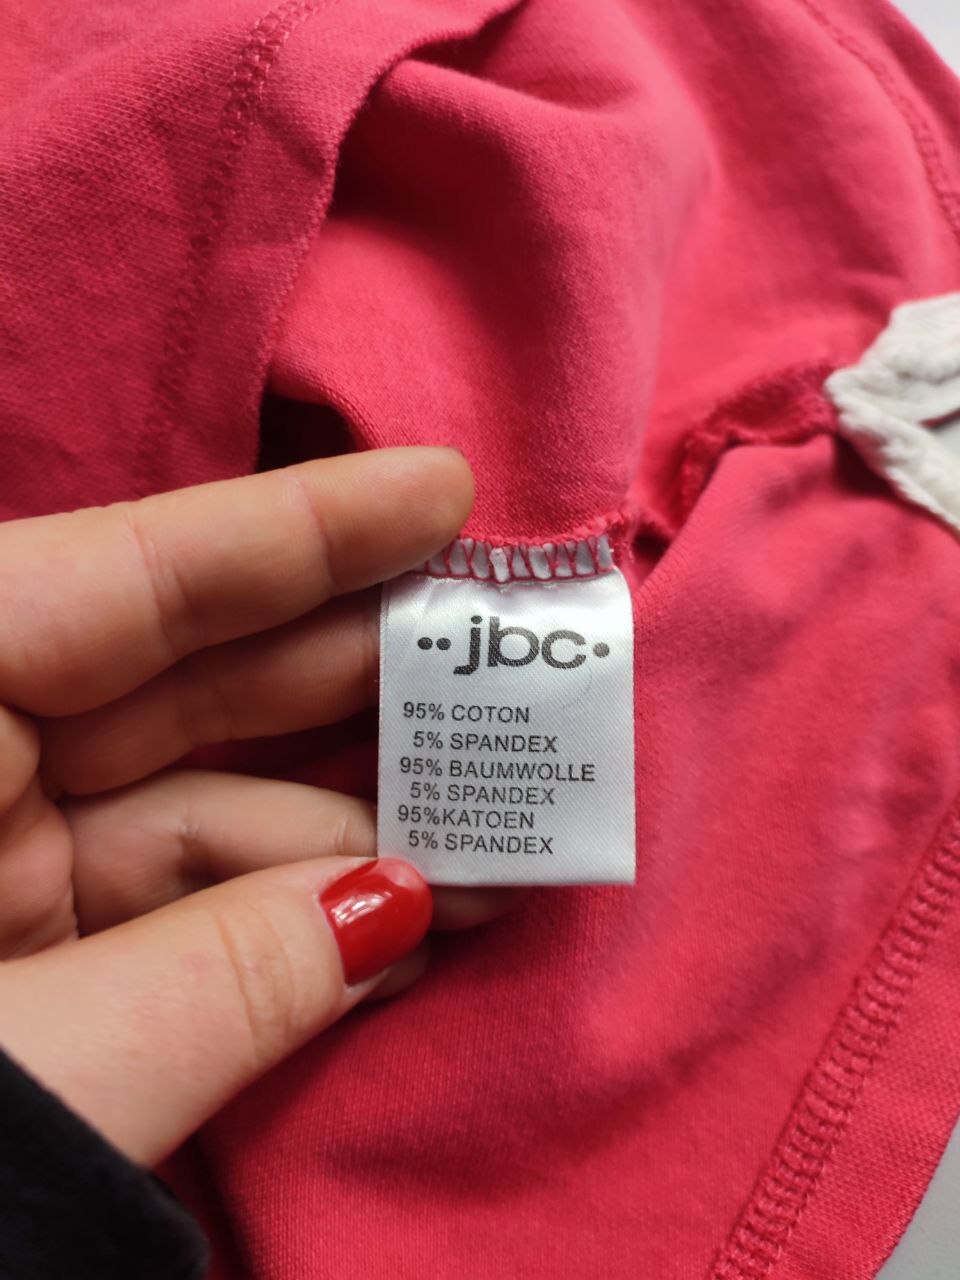 ••jbc•
95% COTON
5% SPANDEX
95% BAUMWOLLE
5% SPANDEX
95%KATOEN
5% SPANDEX